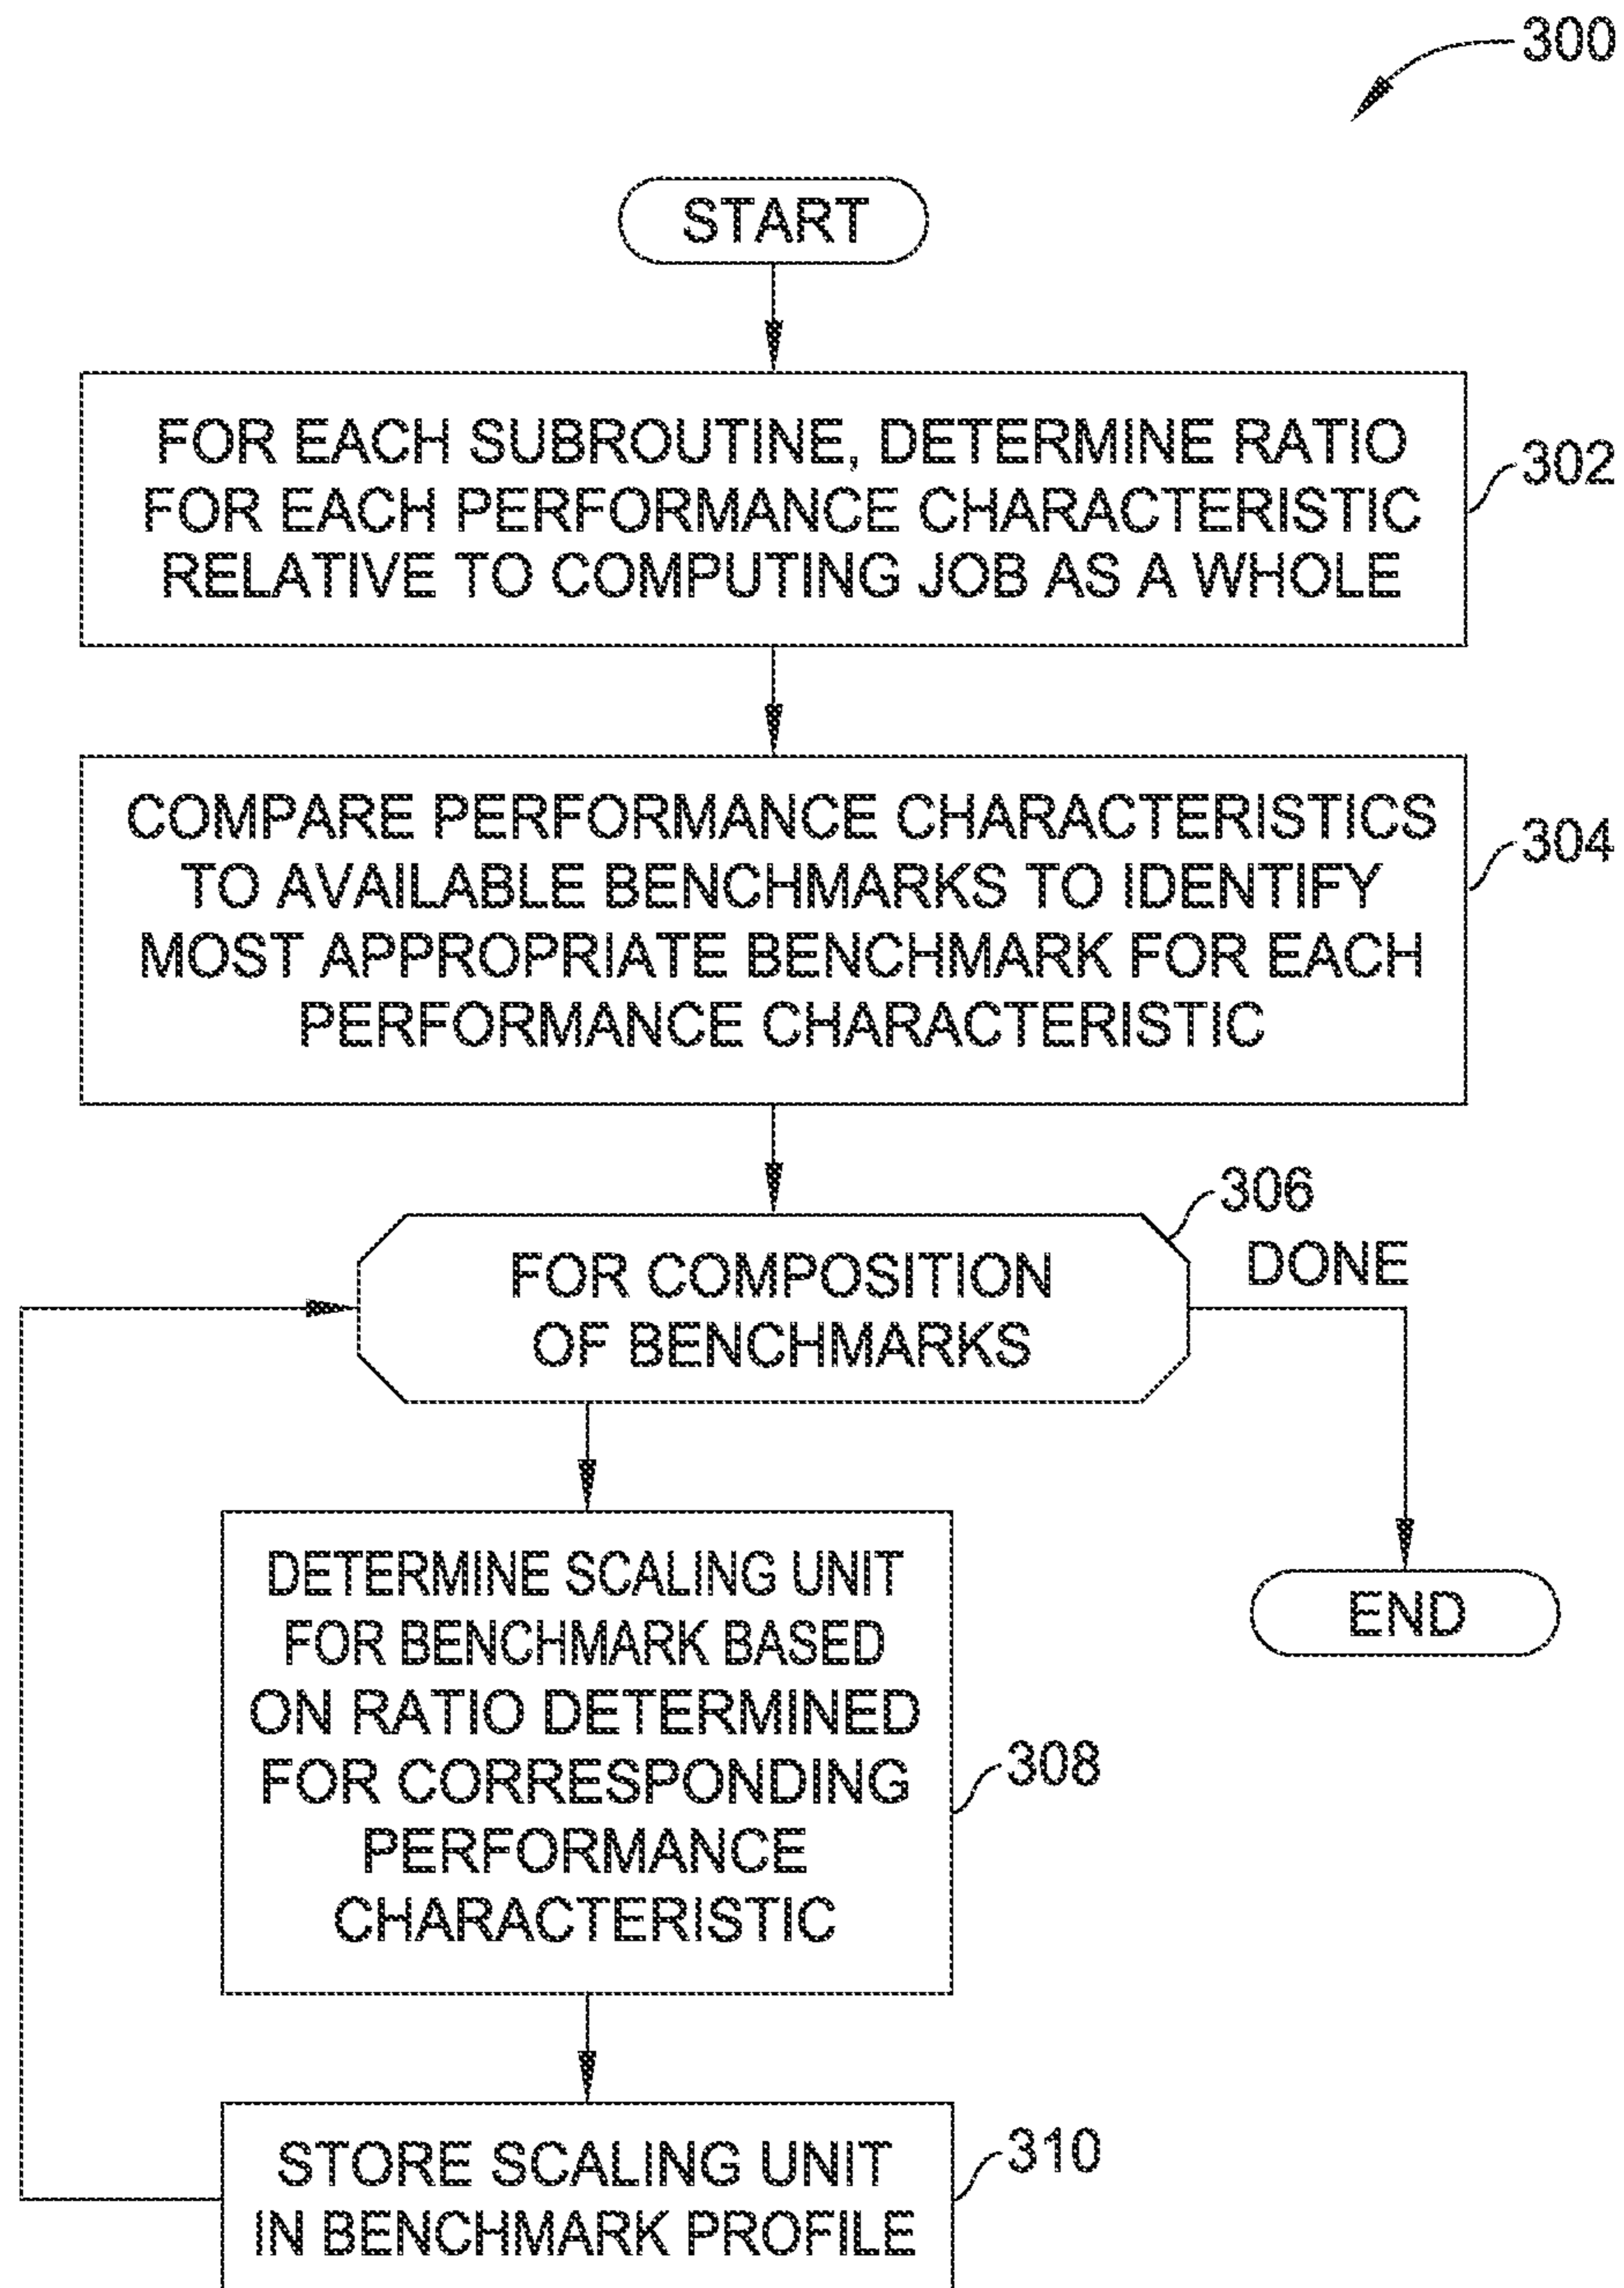 300
START
FOR EACH SUBROUTINE, DETERMINE RATIO
FOR EACH PERFORMANCE CHARACTERISTIC
RELATIVE TO COMPUTING JOB AS A WHOLE
302
COMPARE PERFORMANCE CHARACTERISTICS
TO AVAILABLE BENCHMARKS TO IDENTIFY
MOST APPROPRIATE BENCHMARK FOR EACH
PERFORMANCE CHARACTERISTIC
304
306
FOR COMPOSITION
OF BENCHMARKS
DONE
DETERMINE SCALING UNIT
FOR BENCHMARK BASED
ON RATIO DETERMINED
FOR CORRESPONDING
PERFORMANCE
CHARACTERISTIC
308
END
STORE SCALING UNIT
IN BENCHMARK PROFILE
310